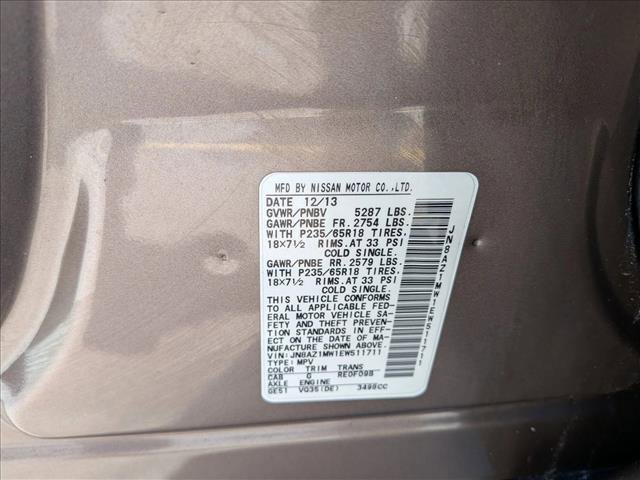 MFD BY NISSAN MOTOR CO.,LTD.
DATE 12/13
GVWR/PNBV 5287 LBS.
GAWR/PNBE FR. 2754 LBS.
WITH P235/65R18 TIRES.
18×7½ RIMS.AT 33 PSI
COLD SINGLE.
GAWR/PNBE RR. 2579 LBS.
WITH P235/65R18 TIRES.
18×7½ RIMS.AT 33 PSI
COLD SINGLE.
THIS VEHICLE CONFORMS
TO ALL APPLICABLE FED-
ERAL MOTOR VEHICLE SA-
FETY AND THEFT PREVEN-
TION STANDARDS IN EFF-
ECT ON THE DATE OF MA-
NUFACTURE SHOWN ABOVE.
VIN:JN8AZ1MW1EW511711
TYPE:MPV
COLOR TRIM TRANS
CAB G RE0F09B
AXLE ENGINE
GE51 VQ35(DE) 3498CC
JN8AZ1MW1EW511711